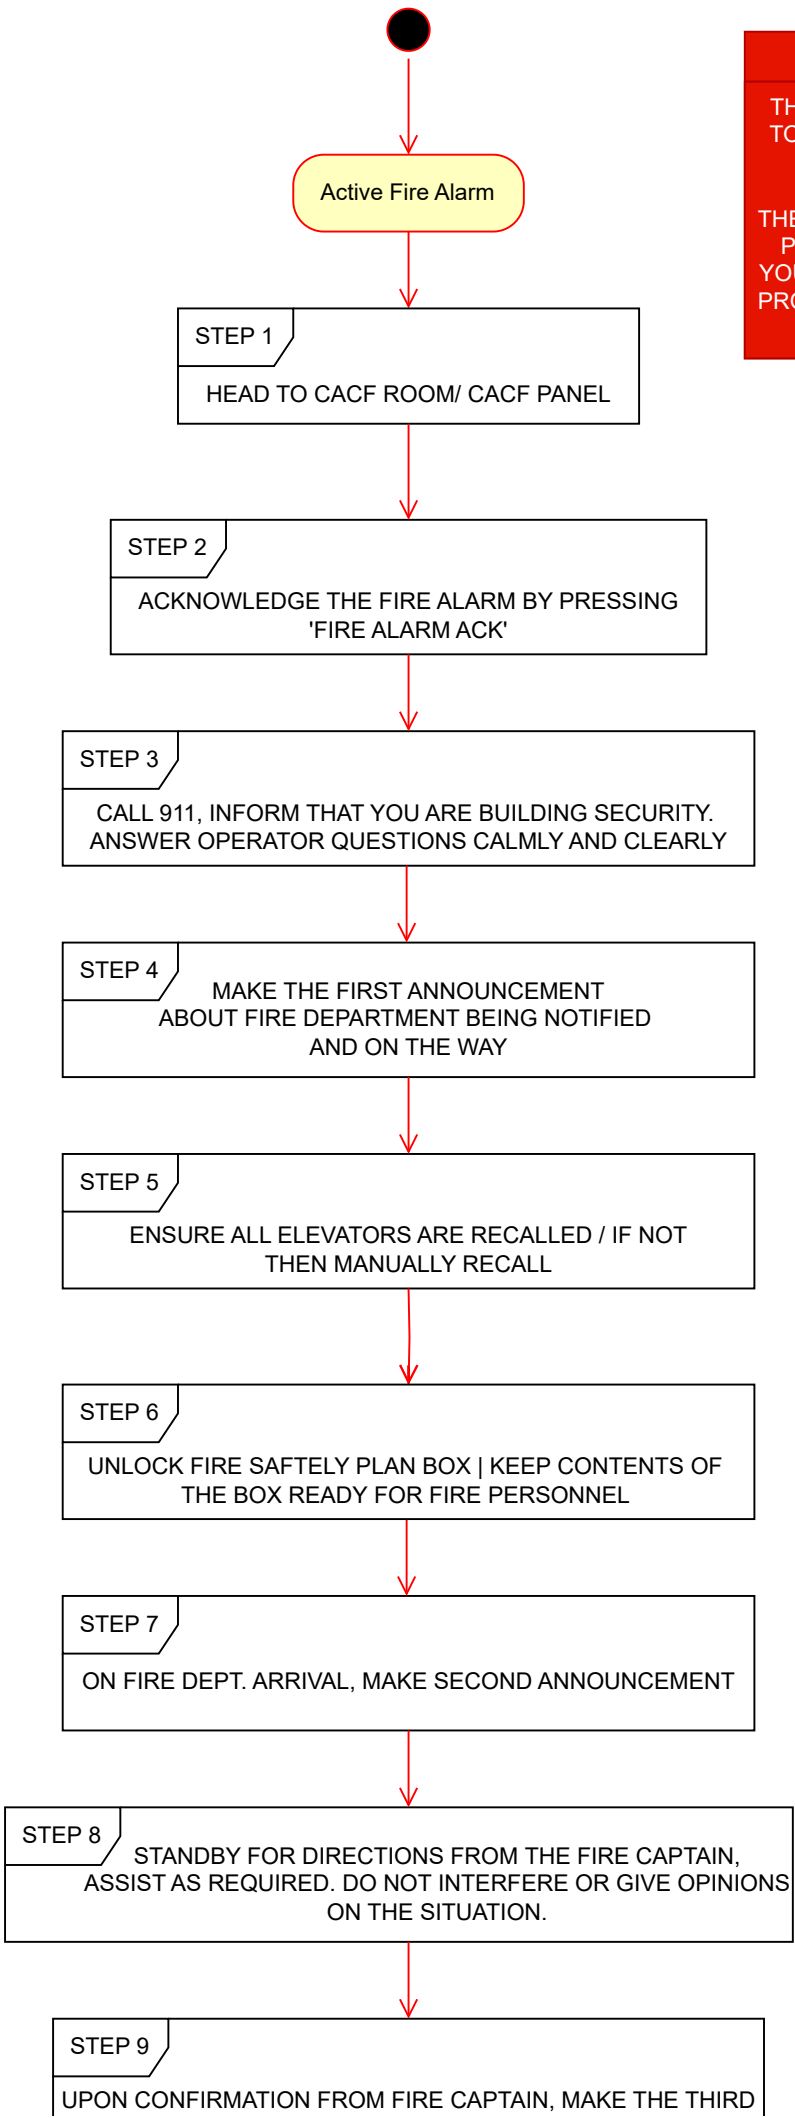 Active Fire Alarm
STEP 1
HEAD TO CACF ROOM/ CACF PANEL
STEP 2
ACKNOWLEDGE THE FIRE ALARM BY PRESSING
'FIRE ALARM ACK'
STEP 3
CALL 911, INFORM THAT YOU ARE BUILDING SECURITY.
ANSWER OPERATOR QUESTIONS CALMLY AND CLEARLY
STEP 4
MAKE THE FIRST ANNOUNCEMENT
ABOUT FIRE DEPARTMENT BEING NOTIFIED
AND ON THE WAY
STEP 5
ENSURE ALL ELEVATORS ARE RECALLED / IF NOT
THEN MANUALLY RECALL
STEP 6
UNLOCK FIRE SAFTELY PLAN BOX | KEEP CONTENTS OF
THE BOX READY FOR FIRE PERSONNEL
STEP 7
ON FIRE DEPT. ARRIVAL, MAKE SECOND ANNOUNCEMENT
STEP 8
STANDBY FOR DIRECTIONS FROM THE FIRE CAPTAIN,
ASSIST AS REQUIRED. DO NOT INTERFERE OR GIVE OPINIONS
ON THE SITUATION.
STEP 9
UPON CONFIRMATION FROM FIRE CAPTAIN, MAKE THE THIRD